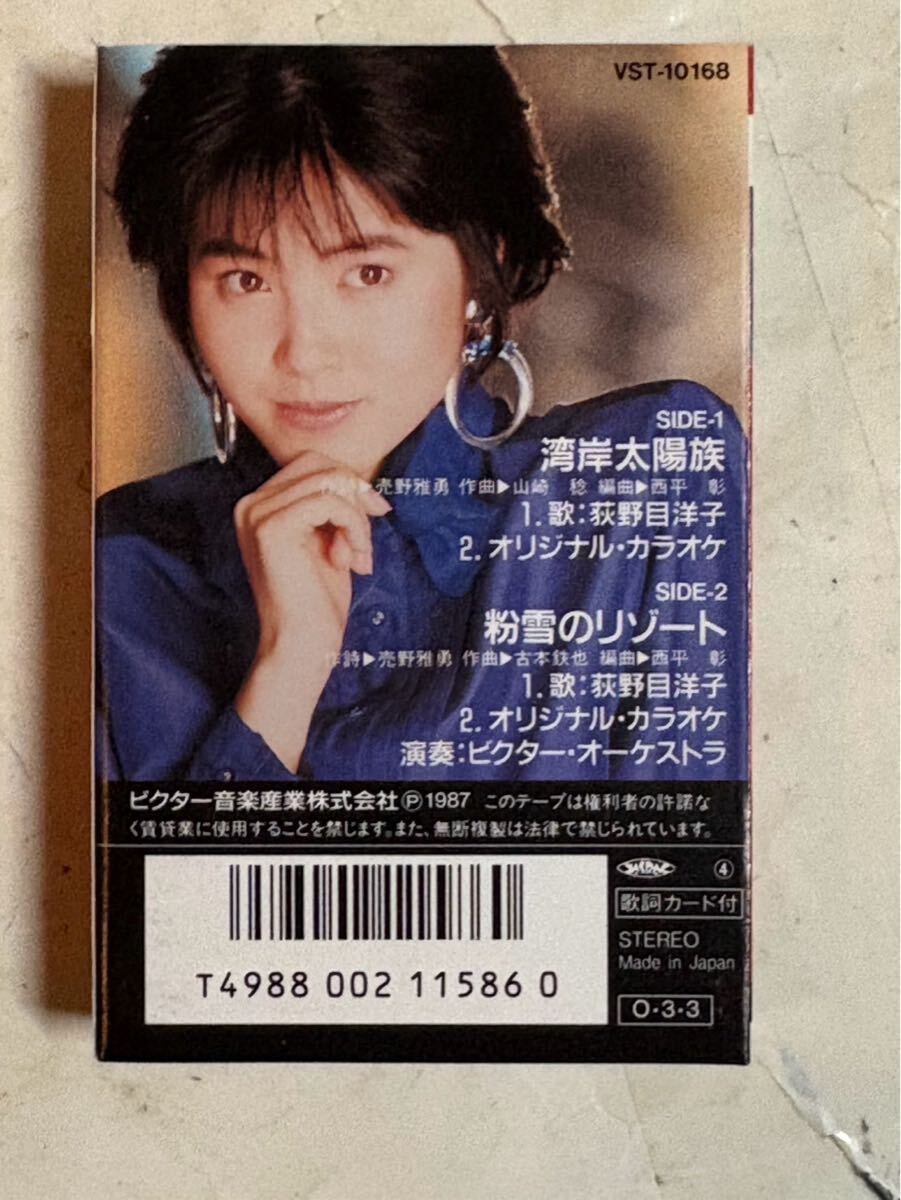 VST-10168
SIDE-1
湾岸太陽族
作詩▶売野雅勇 作曲▶山崎 稔 編曲▶西平 彰
1. 歌：荻野目洋子
2. オリジナル・カラオケ
SIDE-2
粉雪のリゾート
作詩▶売野雅勇 作曲▶古本鉄也 編曲▶西平 彰
1. 歌：荻野目洋子
2. オリジナル・カラオケ
演奏：ビクター・オーケストラ
ビクター音楽産業株式会社Ⓟ1987 このテープは権利者の許諾な
く賃貸業に使用することを禁じます。また、無断複製は法律で禁じられています。
④
歌詞カード付
STEREO
Made in Japan
T4988 002 115860
O・3・3